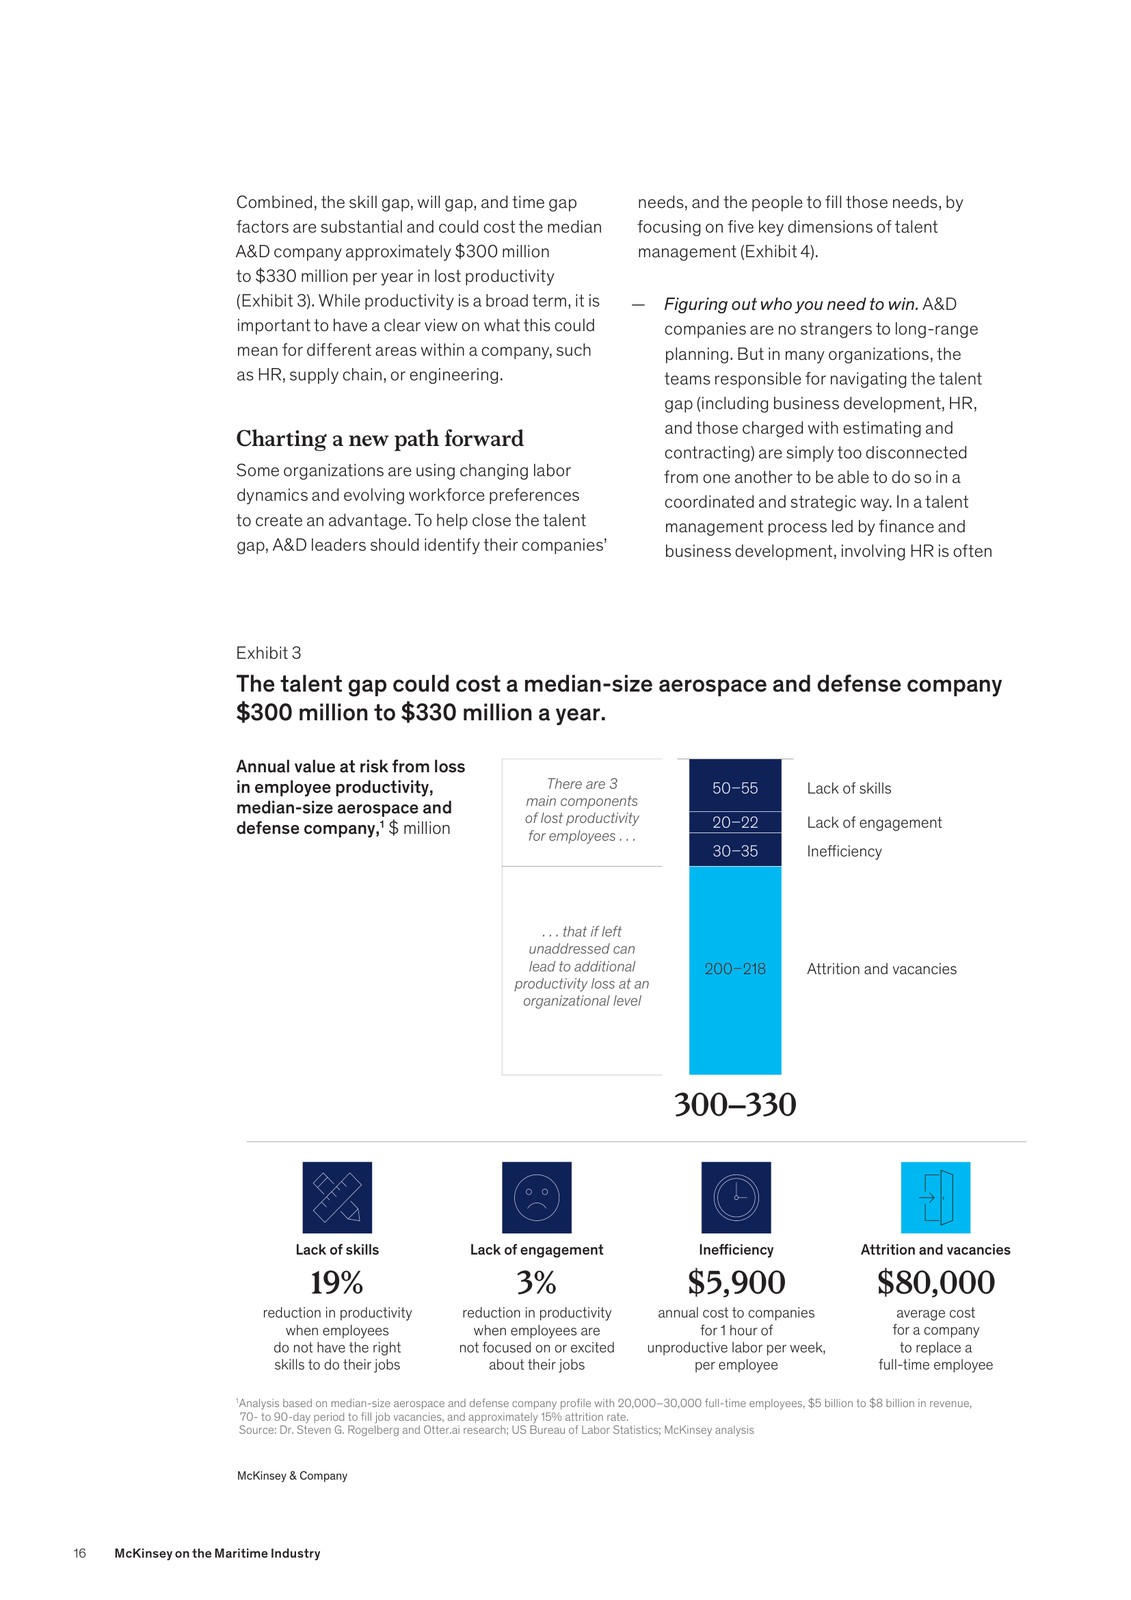 Combined, the skill gap, will gap, and time gap
factors are substantial and could cost the median
A&D company approximately $300 million
to $330 million per year in lost productivity
(Exhibit 3). While productivity is a broad term, it is
important to have a clear view on what this could
mean for different areas within a company, such
as HR, supply chain, or engineering.
Charting a new path forward
Some organizations are using changing labor
dynamics and evolving workforce preferences
to create an advantage. To help close the talent
gap, A&D leaders should identify their companies’
needs, and the people to fill those needs, by
focusing on five key dimensions of talent
management (Exhibit 4).
— Figuring out who you need to win. A&D
companies are no strangers to long-range
planning. But in many organizations, the
teams responsible for navigating the talent
gap (including business development, HR,
and those charged with estimating and
contracting) are simply too disconnected
from one another to be able to do so in a
coordinated and strategic way. In a talent
management process led by finance and
business development, involving HR is often
Exhibit 3
The talent gap could cost a median-size aerospace and defense company
$300 million to $330 million a year.
Annual value at risk from loss
in employee productivity,
median-size aerospace and
defense company,¹ $ million
There are 3
main components
of lost productivity
for employees . . .
. . . that if left
unaddressed can
lead to additional
productivity loss at an
organizational level
50–55 Lack of skills
20–22 Lack of engagement
30–35 Inefficiency
200–218 Attrition and vacancies
300–330
Lack of skills
19%
reduction in productivity
when employees
do not have the right
skills to do their jobs
Lack of engagement
3%
reduction in productivity
when employees are
not focused on or excited
about their jobs
Inefficiency
$5,900
annual cost to companies
for 1 hour of
unproductive labor per week,
per employee
Attrition and vacancies
$80,000
average cost
for a company
to replace a
full-time employee
¹Analysis based on median-size aerospace and defense company profile with 20,000–30,000 full-time employees, $5 billion to $8 billion in revenue,
70- to 90-day period to fill job vacancies, and approximately 15% attrition rate.
Source: Dr. Steven G. Rogelberg and Otter.ai research; US Bureau of Labor Statistics; McKinsey analysis
McKinsey & Company
16 McKinsey on the Maritime Industry